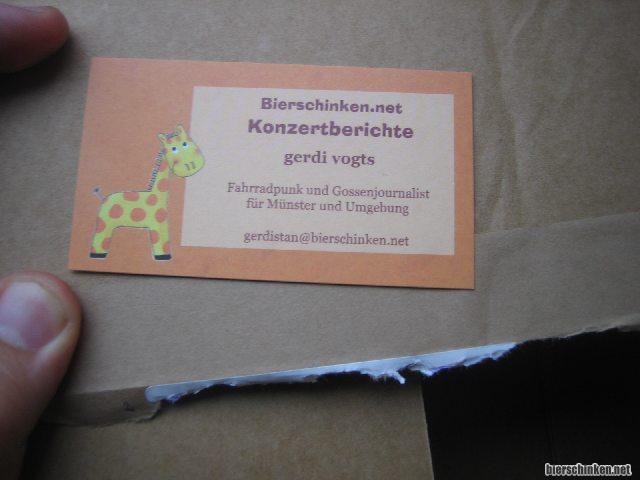 Bierschinken.net
Konzertberichte
gerdi vogts
Fahrradpunk und Gossenjournalist
für Münster und Umgebung
gerdistan@bierschinken.net
bierschinken.net